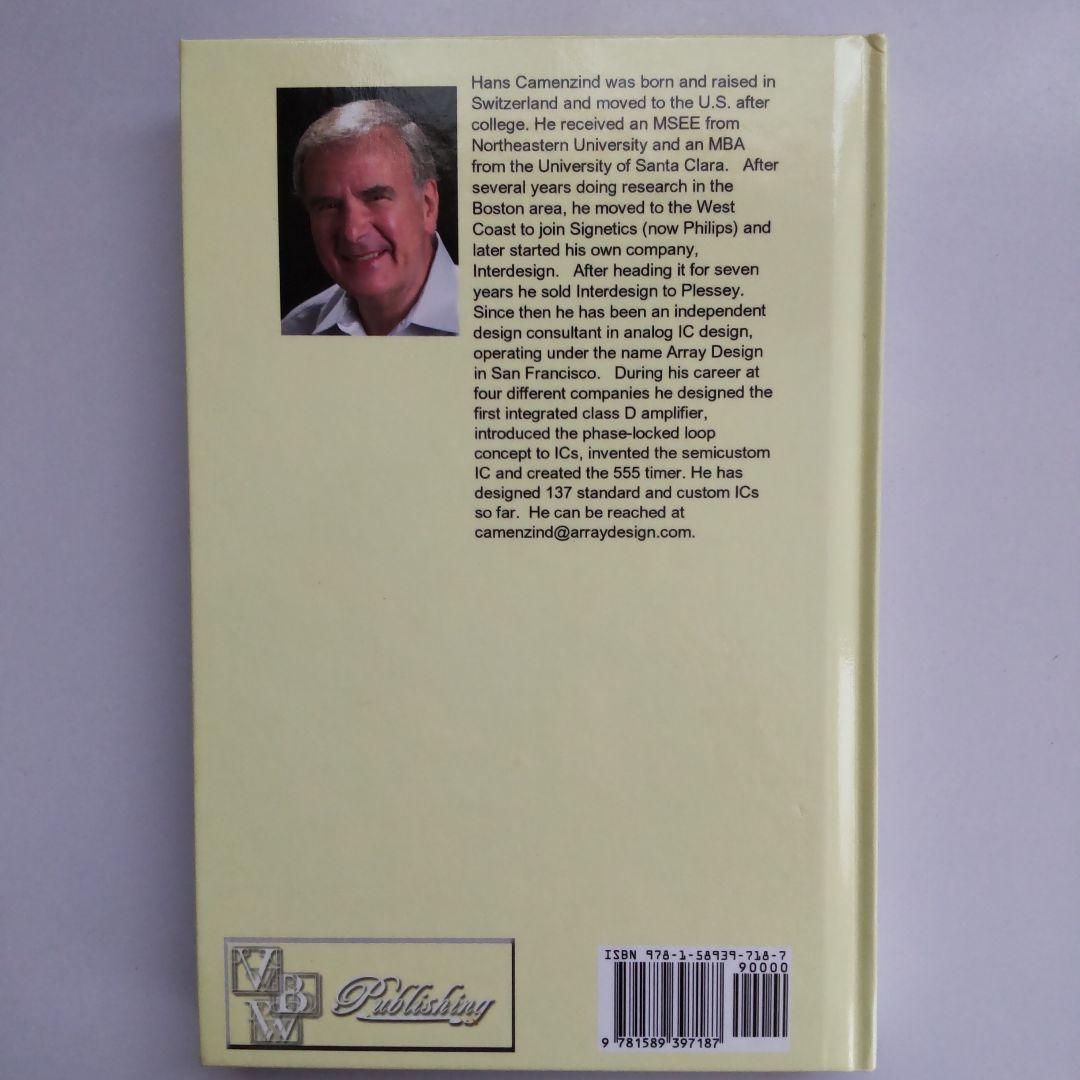 Hans Camenzind was born and raised in
Switzerland and moved to the U.S. after
college. He received an MSEE from
Northeastern University and an MBA
from the University of Santa Clara. After
several years doing research in the
Boston area, he moved to the West
Coast to join Signetics (now Philips) and
later started his own company,
Interdesign. After heading it for seven
years he sold Interdesign to Plessey.
Since then he has been an independent
design consultant in analog IC design,
operating under the name Array Design
in San Francisco. During his career at
four different companies he designed the
first integrated class D amplifier,
introduced the phase-locked loop
concept to ICs, invented the semicustom
IC and created the 555 timer. He has
designed 137 standard and custom ICs
so far. He can be reached at
camenzind@arraydesign.com.
V
B
W
Publishing
ISBN 978-1-58939-718-7
90000
9 781589 397187